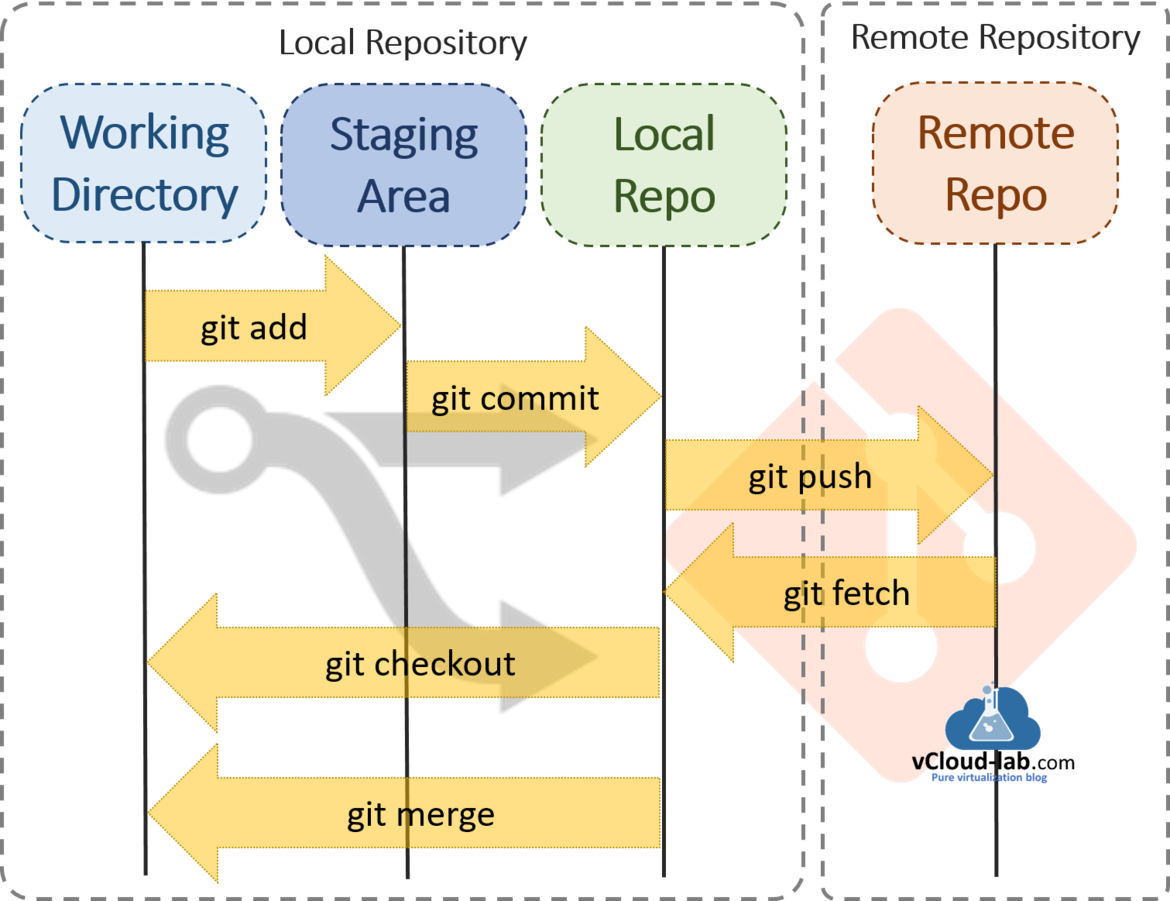 Local Repository
Remote Repository
Working
Directory
Staging
Area
Local
Repo
Remote
Repo
git add
git commit
git push
git fetch
git checkout
git merge
vCloud-lab.com
Pure virtualization blog